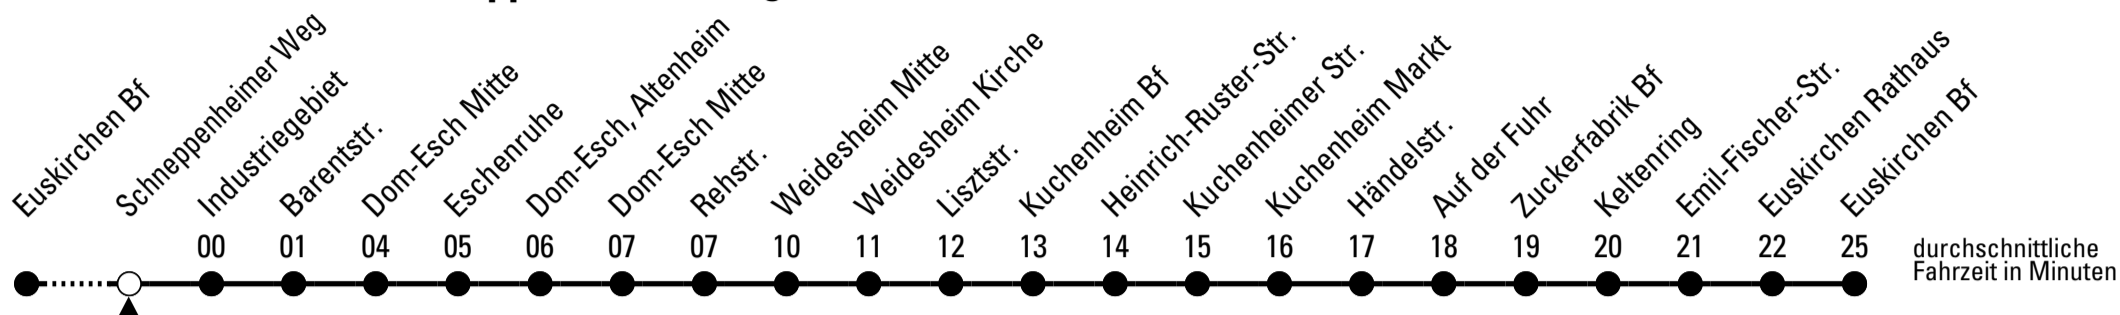 Euskirchen Bf
Schneppenheimer Weg
Industriegebiet
Barentstr.
Dom-Esch Mitte
Eschenruhe
Dom-Esch, Altenheim
Dom-Esch Mitte
Rehstr.
Weidesheim Mitte
Weidesheim Kirche
Lisztstr.
Kuchenheim Bf
Heinrich-Ruster-Str.
Kuchenheimer Str.
Kuchenheim Markt
Händelstr.
Auf der Fuhr
Zuckerfabrik Bf
Keltenring
Emil-Fischer-Str.
Euskirchen Rathaus
Euskirchen Bf
00 01 04 05 06 07 07 10 11 12 13 14 15 16 17 18 19 20 21 22 25
durchschnittliche
Fahrzeit in Minuten